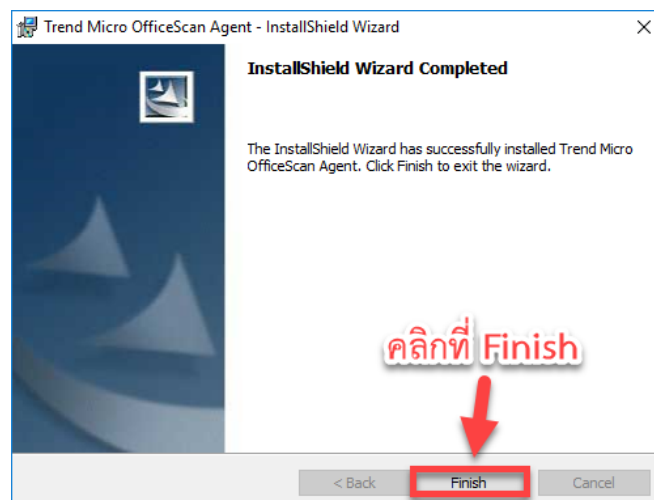 Trend Micro OfficeScan Agent - InstallShield Wizard
InstallShield Wizard Completed
The InstallShield Wizard has successfully installed Trend Micro
OfficeScan Agent. Click Finish to exit the wizard.
คลิกที่ Finish
< Back
Finish
Cancel